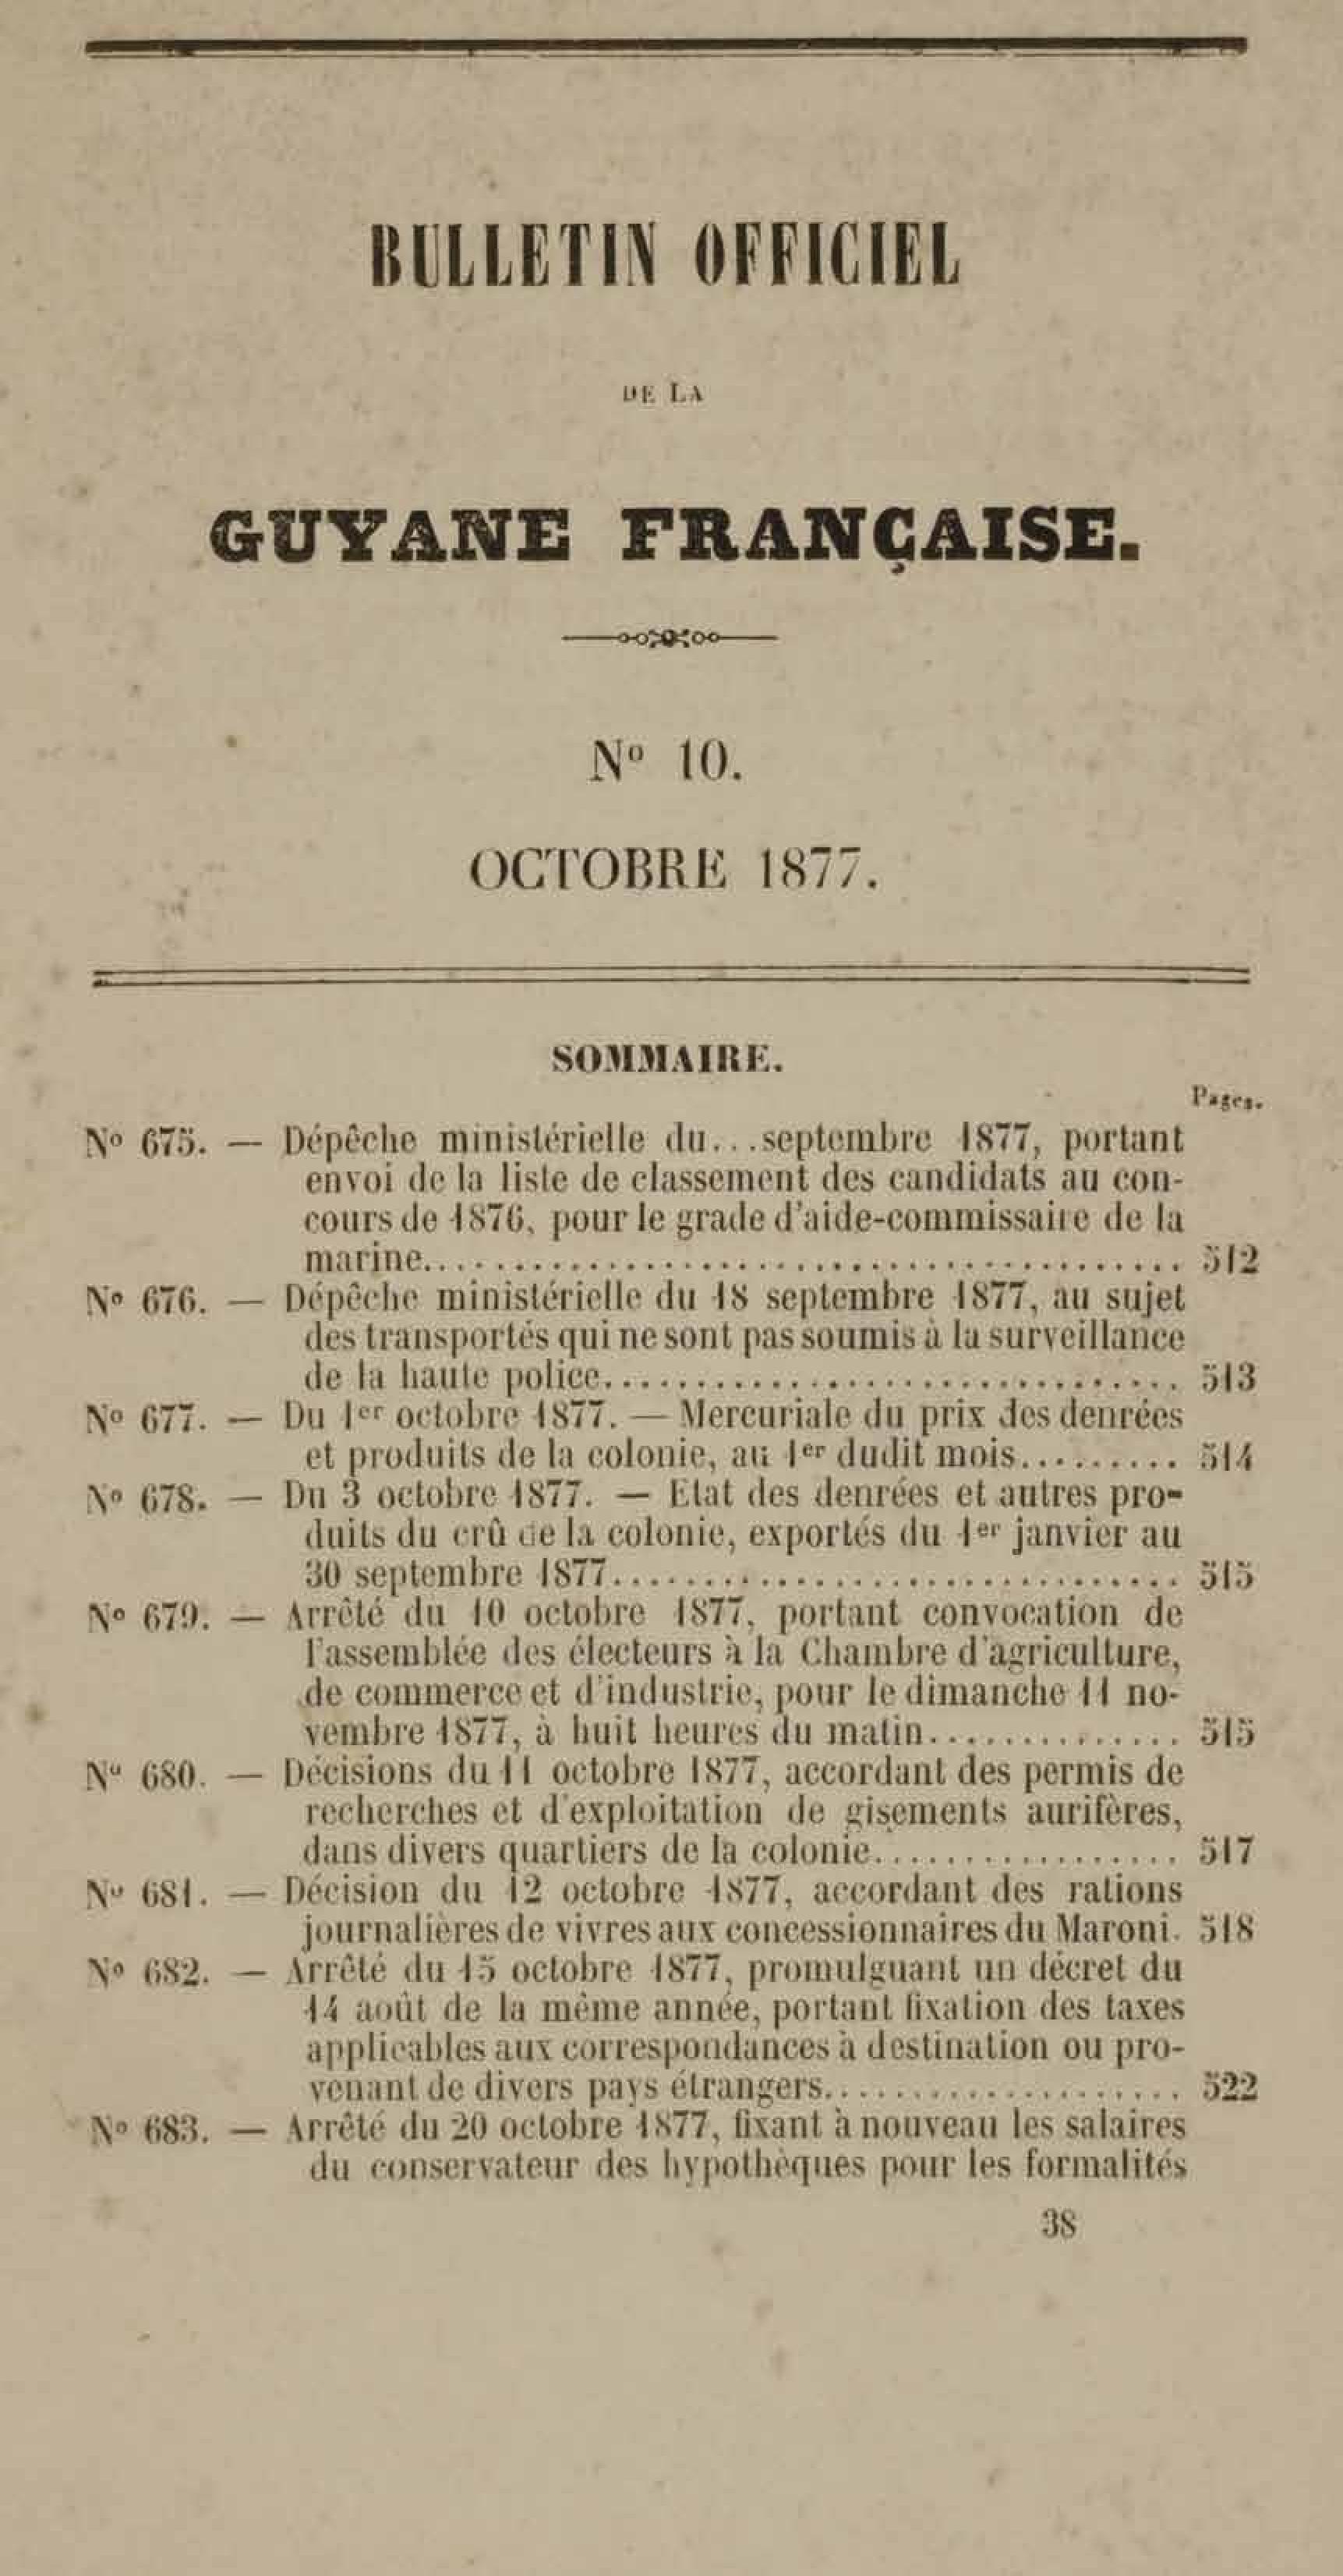 BULLETIN OFFICIEL
DE LA
GUYANE FRANÇAISE.
Nº 10.
OCTOBRE 1877.
SOMMAIRE.
Pages.
Nº 675. — Dépêche ministérielle du...septembre 1877, portant
envoi de la liste de classement des candidats au con-
cours de 1876, pour le grade d'aide-commissaire de la
marine........................................ 512
Nº 676. — Dépêche ministérielle du 18 septembre 1877, au sujet
des transportés qui ne sont pas soumis à la surveillance
de la haute police................................ 513
Nº 677. — Du 1er octobre 1877. — Mercuriale du prix des denrées
et produits de la colonie, au 1er dudit mois......... 514
Nº 678. — Du 3 octobre 1877. — Etat des denrées et autres pro-
duits du crû de la colonie, exportés du 1er janvier au
30 septembre 1877................................ 515
Nº 679. — Arrêté du 10 octobre 1877, portant convocation de
l'assemblée des électeurs à la Chambre d'agriculture,
de commerce et d'industrie, pour le dimanche 11 no-
vembre 1877, à huit heures du matin.............. 515
Nº 680. — Décisions du 11 octobre 1877, accordant des permis de
recherches et d'exploitation de gisements aurifères,
dans divers quartiers de la colonie................. 517
Nº 681. — Décision du 12 octobre 1877, accordant des rations
journalières de vivres aux concessionnaires du Maroni. 518
Nº 682. — Arrêté du 15 octobre 1877, promulguant un décret du
14 août de la même année, portant fixation des taxes
applicables aux correspondances à destination ou pro-
venant de divers pays étrangers.................... 522
Nº 683. — Arrêté du 20 octobre 1877, fixant à nouveau les salaires
du conservateur des hypothèques pour les formalités
38